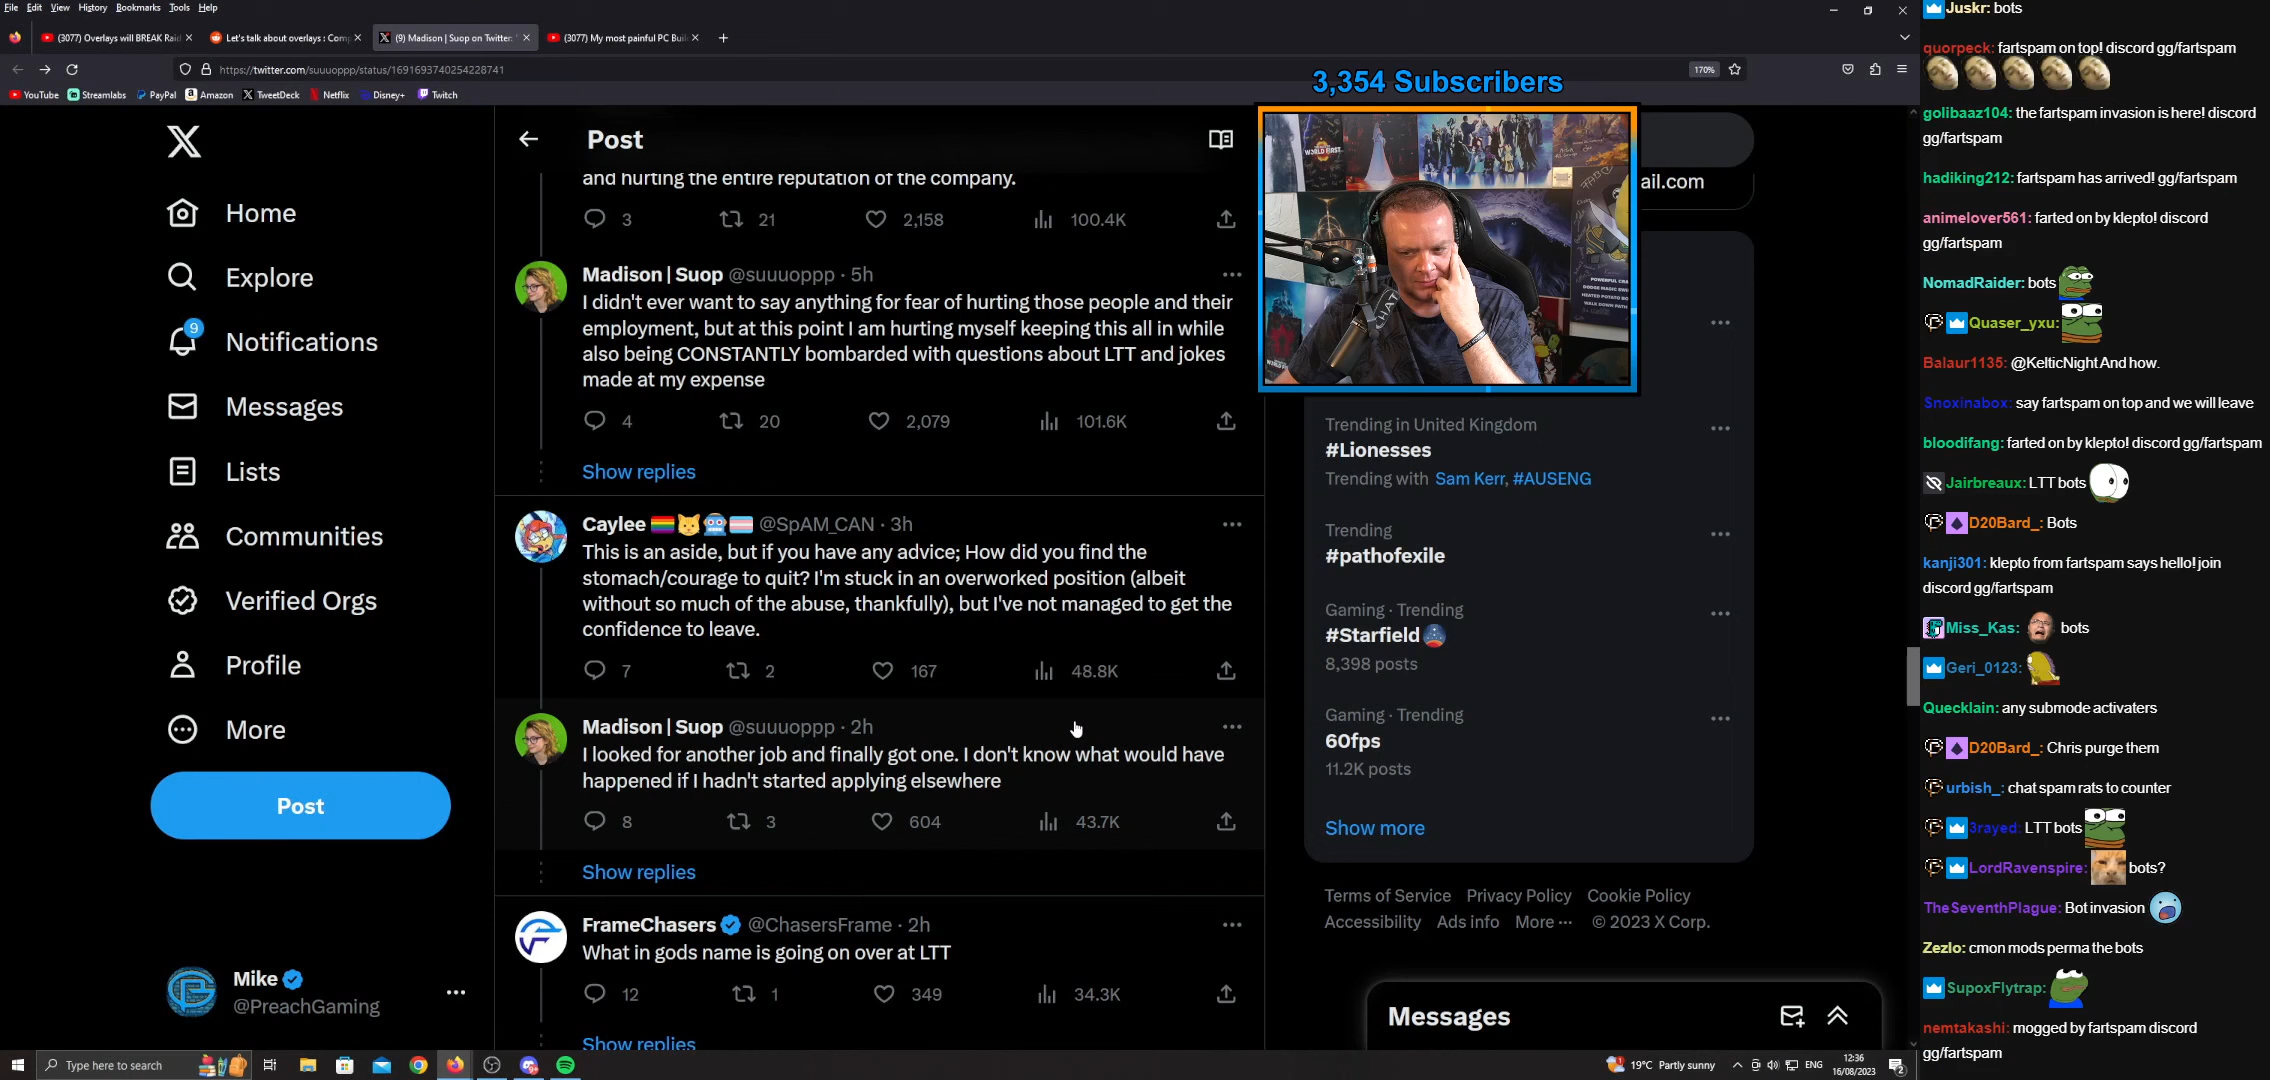 File Edit View History Bookmarks Tools Help
(3077) Overlays will BREAK Raid
Let's talk about overlays : Comp
(9) Madison | Suop on Twitter:
(3077) My most painful PC Buil
https://twitter.com/suuuoppp/status/1691693740254228741
170%
YouTube Streamlabs PayPal Amazon TweetDeck Netflix Disney+ Twitch
3,354 Subscribers
Home
Explore
9
Notifications
Messages
Lists
Communities
Verified Orgs
Profile
More
Post
Mike
@PreachGaming
Post
and hurting the entire reputation of the company.
3 21 2,158 100.4K
Madison | Suop @suuuoppp · 5h
I didn't ever want to say anything for fear of hurting those people and their
employment, but at this point I am hurting myself keeping this all in while
also being CONSTANTLY bombarded with questions about LTT and jokes
made at my expense
4 20 2,079 101.6K
Show replies
Caylee @SpAM_CAN · 3h
This is an aside, but if you have any advice; How did you find the
stomach/courage to quit? I'm stuck in an overworked position (albeit
without so much of the abuse, thankfully), but I've not managed to get the
confidence to leave.
7 2 167 48.8K
Madison | Suop @suuuoppp · 2h
I looked for another job and finally got one. I don't know what would have
happened if I hadn't started applying elsewhere
8 3 604 43.7K
Show replies
FrameChasers @ChasersFrame · 2h
What in gods name is going on over at LTT
12 1 349 34.3K
Show replies
WORLD FIRST
CHAT
ail.com
Trending in United Kingdom
#Lionesses
Trending with Sam Kerr, #AUSENG
Trending
#pathofexile
Gaming · Trending
#Starfield
8,398 posts
Gaming · Trending
60fps
11.2K posts
Show more
Terms of Service Privacy Policy Cookie Policy
Accessibility Ads info More ··· © 2023 X Corp.
Messages
Type here to search
19°C Partly sunny
ENG
12:36
16/08/2023
2
Juskr: bots
quorpeck: fartspam on top! discord gg/fartspam
golibaaz104: the fartspam invasion is here! discord
gg/fartspam
hadiking212: fartspam has arrived! gg/fartspam
animelover561: farted on by klepto! discord
gg/fartspam
NomadRaider: bots
Quaser_yxu:
Balaur1135: @KelticNight And how.
Snoxinabox: say fartspam on top and we will leave
bloodifang: farted on by klepto! discord gg/fartspam
Jairbreaux: LTT bots
D20Bard_: Bots
kanji301: klepto from fartspam says hello! join
discord gg/fartspam
Miss_Kas: bots
Geri_0123:
Quecklain: any submode activaters
D20Bard_: Chris purge them
urbish_: chat spam rats to counter
3rayed: LTT bots
LordRavenspire: bots?
TheSeventhPlague: Bot invasion
Zezlo: cmon mods perma the bots
SupoxFlytrap:
nemtakashi: mogged by fartspam discord
gg/fartspam